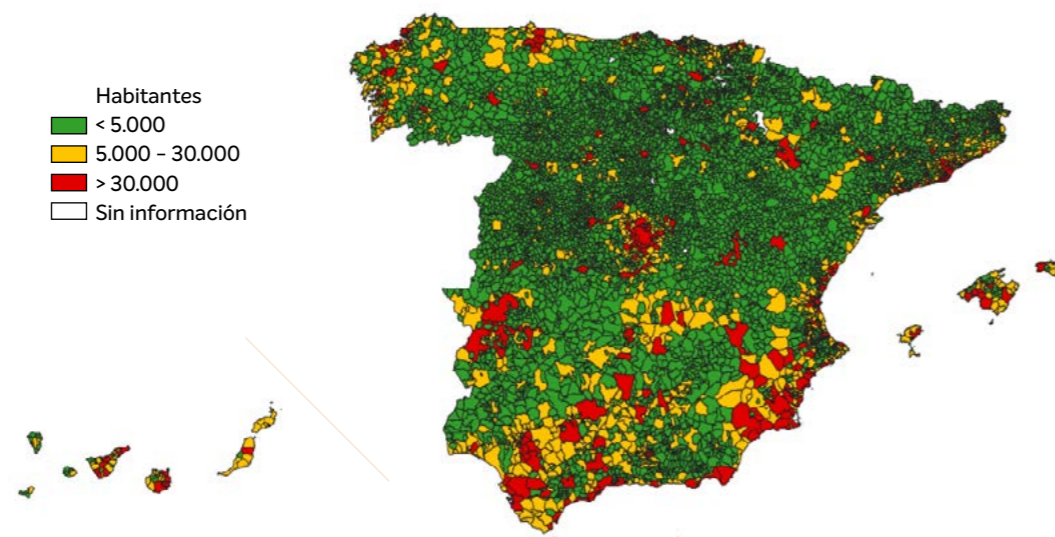 Habitantes
< 5.000
5.000 – 30.000
> 30.000
Sin información